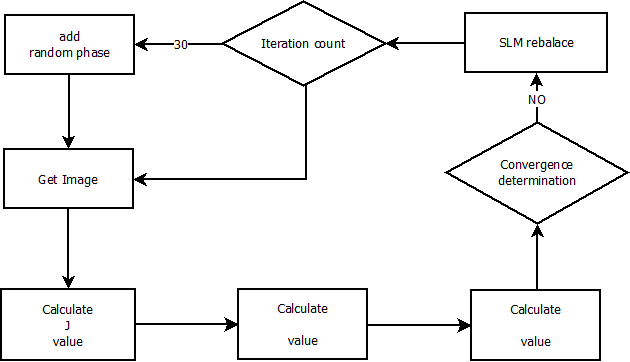 add
random phase
30
Iteration count
SLM rebalace
NO
Get Image
Convergence
determination
Calculate
J
value
Calculate
value
Calculate
value